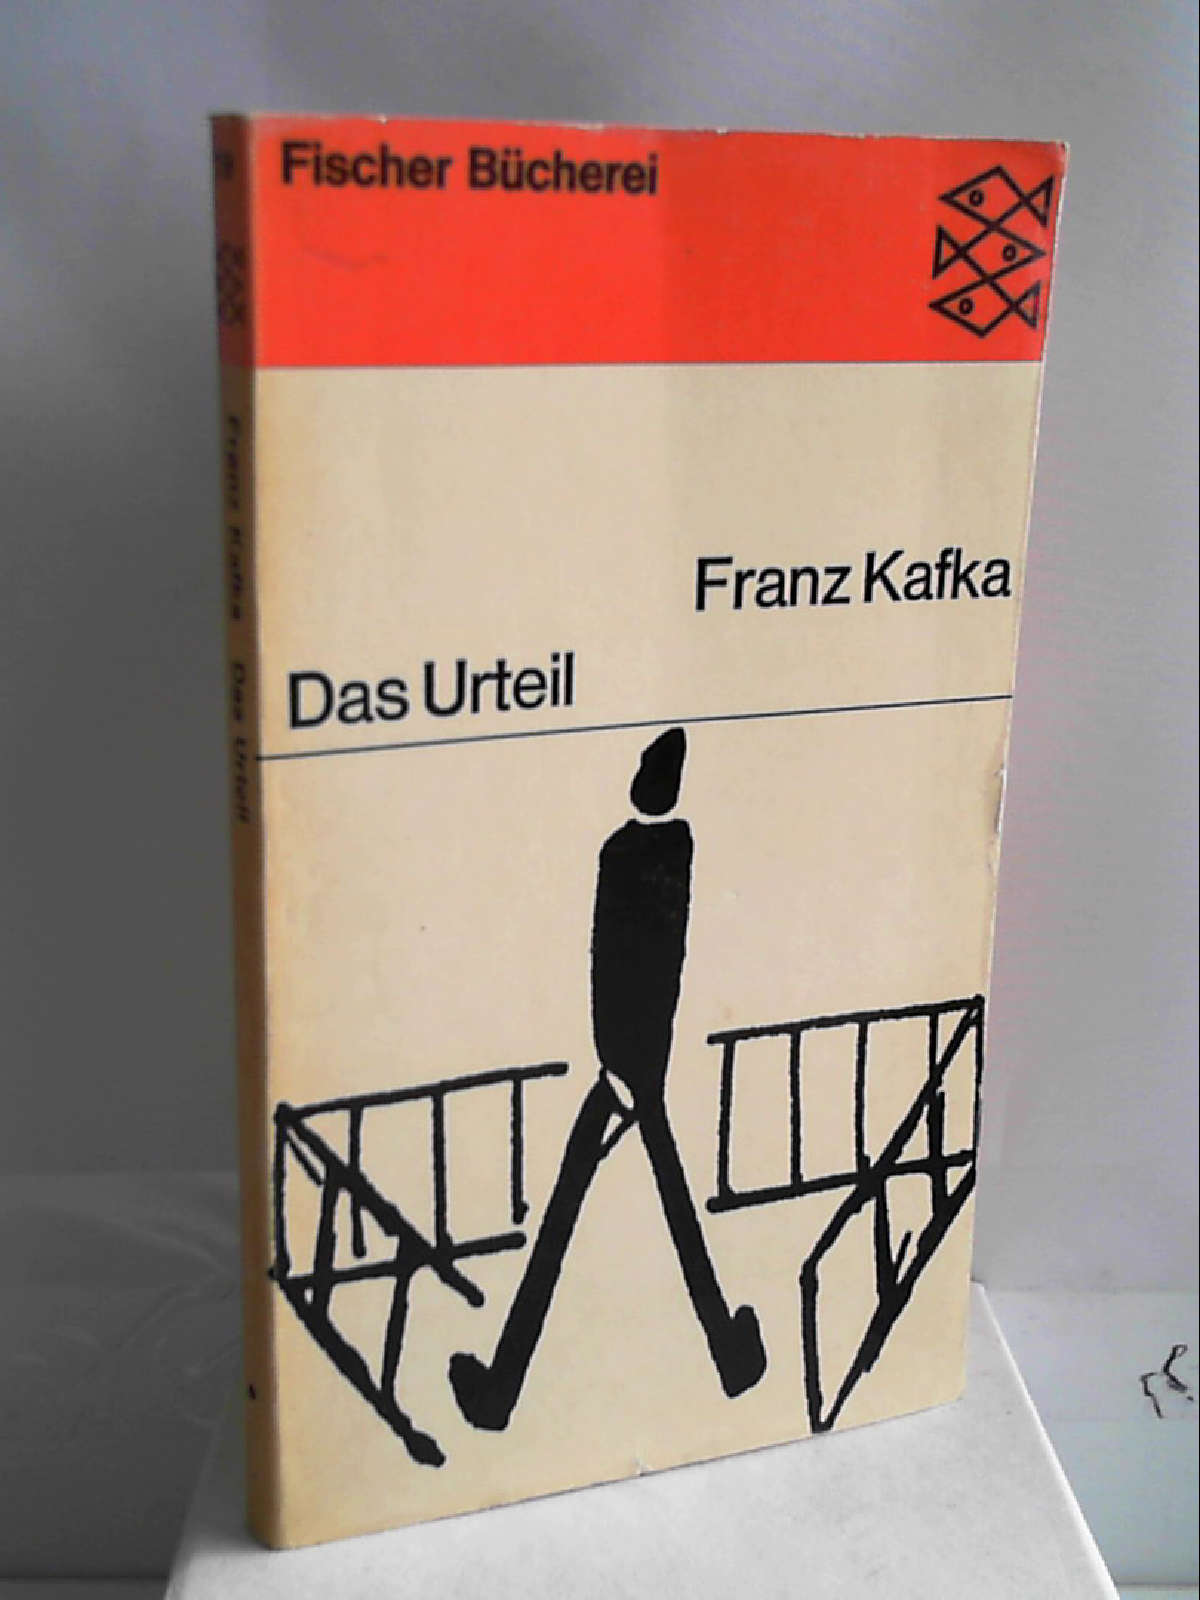 Fischer Bücherei
Franz Kafka
Das Urteil
Franz Kafka Das Urteil